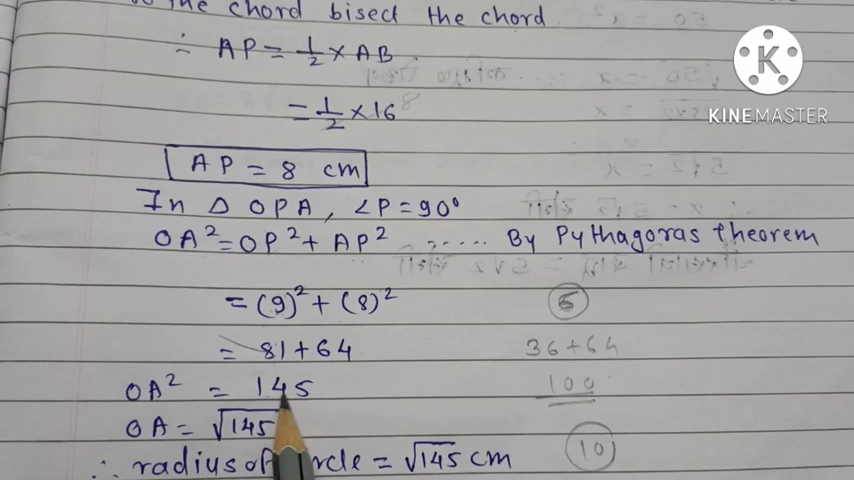 the chord bisect the chord
K
KINEMASTER
∴ AP = 1/2 × AB
= 1/2 × 16 8
AP = 8 cm
In △ OPA, ∠P = 90°
OA² = OP² + AP² ...... By Pythagoras theorem
= (9)² + (8)² 6
= 81 + 64 36 + 64
OA² = 145 100
OA = √145
∴ radius of = √145 cm 10